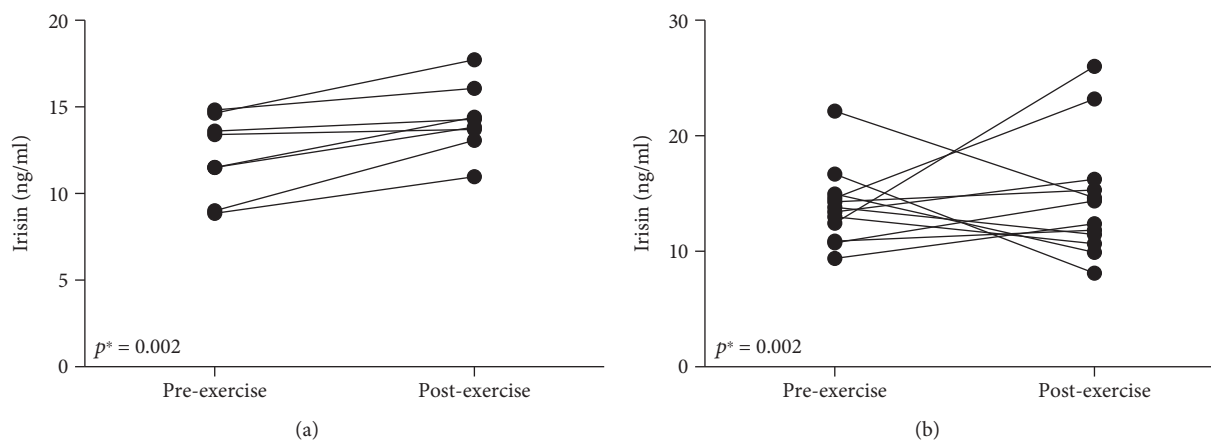 20
15
10
5
0
Irisin (ng/ml)
p* = 0.002
Pre-exercise
Post-exercise
(a)
30
20
10
0
Irisin (ng/ml)
p* = 0.002
Pre-exercise
Post-exercise
(b)